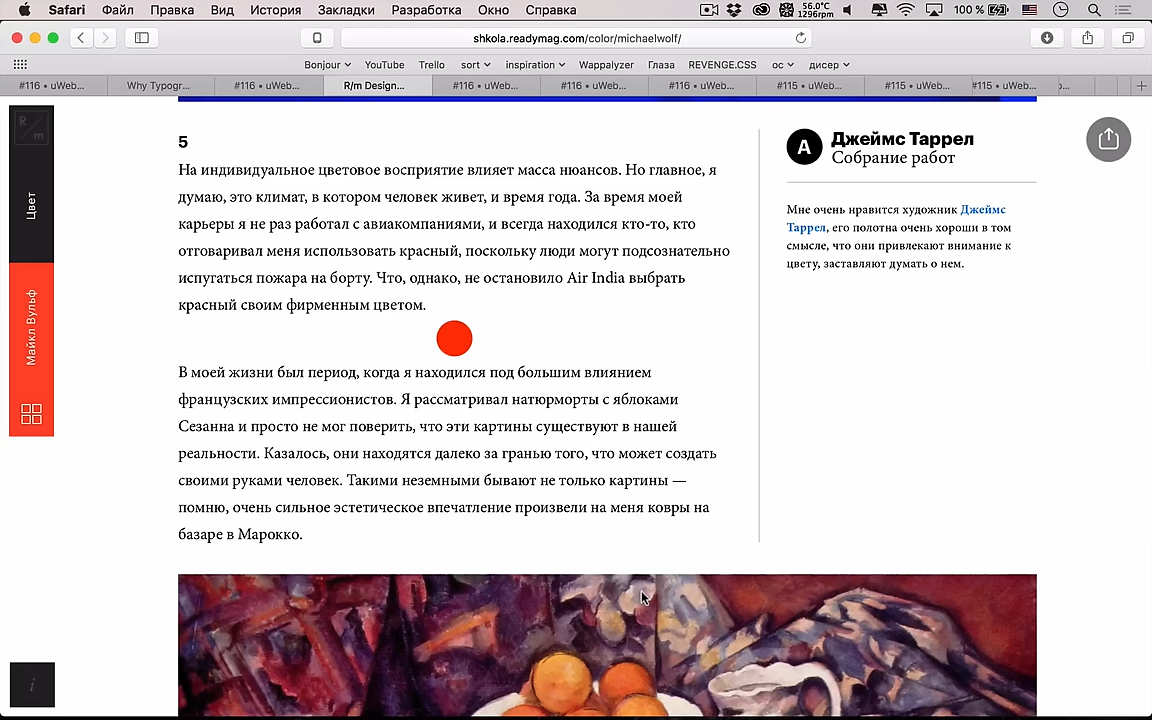 Safari Файл Правка Вид История Закладки Разработка Окно Справка
56.0°C
1296rpm
100 %
shkola.readymag.com/color/michaelwolf/
Bonjour YouTube Trello sort inspiration Wappalyzer Глаза REVENGE.CSS ос дисер
#116 • uWeb... Why Typogr... #116 • uWeb... R/m Design... #116 • uWeb... #116 • uWeb... #116 • uWeb... #115 • uWeb... #115 • uWeb... #115 • uWeb...
R/m
Цвет
Майкл Вульф
i
5
На индивидуальное цветовое восприятие влияет масса нюансов. Но главное, я
думаю, это климат, в котором человек живет, и время года. За время моей
карьеры я не раз работал с авиакомпаниями, и всегда находился кто-то, кто
отговаривал меня использовать красный, поскольку люди могут подсознательно
испугаться пожара на борту. Что, однако, не остановило Air India выбрать
красный своим фирменным цветом.
В моей жизни был период, когда я находился под большим влиянием
французских импрессионистов. Я рассматривал натюрморты с яблоками
Сезанна и просто не мог поверить, что эти картины существуют в нашей
реальности. Казалось, они находятся далеко за гранью того, что может создать
своими руками человек. Такими неземными бывают не только картины —
помню, очень сильное эстетическое впечатление произвели на меня ковры на
базаре в Марокко.
A
Джеймс Таррел
Собрание работ
Мне очень нравится художник Джеймс
Таррел, его полотна очень хороши в том
смысле, что они привлекают внимание к
цвету, заставляют думать о нем.